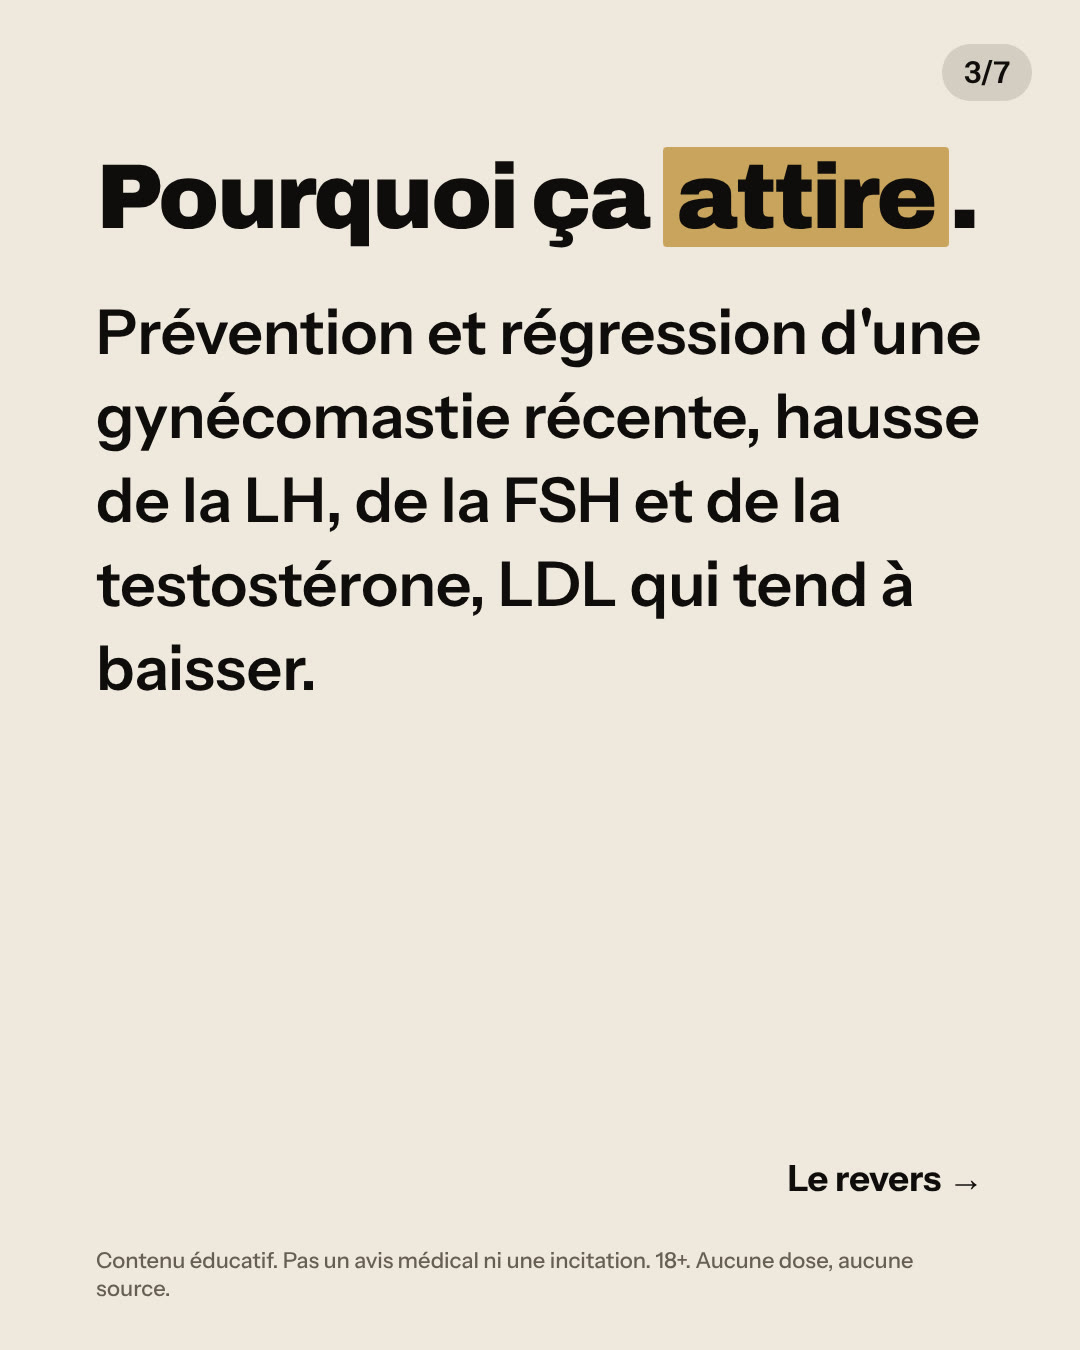 3/7
Pourquoi ça attire.
Prévention et régression d'une
gynécomastie récente, hausse
de la LH, de la FSH et de la
testostérone, LDL qui tend à
baisser.
Le revers →
Contenu éducatif. Pas un avis médical ni une incitation. 18+. Aucune dose, aucune
source.